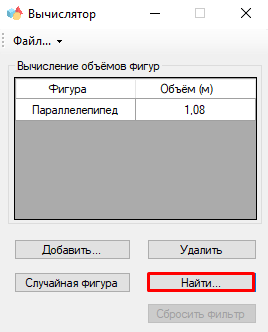 Вычислятор
Файл...
Вычисление объёмов фигур
Фигура Объём (м)
Параллелепипед 1,08
Добавить... Удалить
Случайная фигура Найти...
Сбросить фильтр